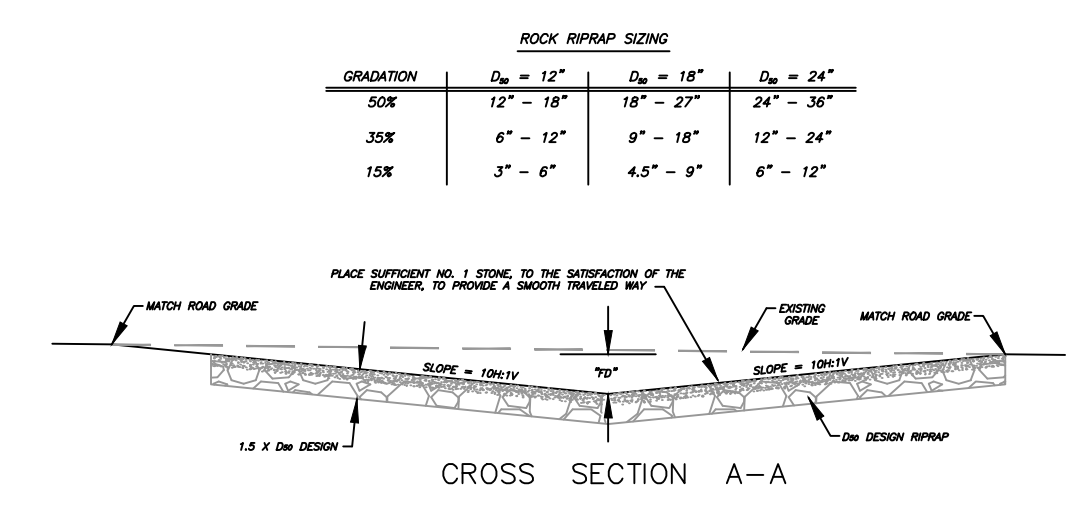 ROCK RIPRAP SIZING
GRADATION D50 = 12" D50 = 18" D50 = 24"
50% 12" - 18" 18" - 27" 24" - 36"
35% 6" - 12" 9" - 18" 12" - 24"
15% 3" - 6" 4.5" - 9" 6" - 12"
PLACE SUFFICIENT NO. 1 STONE, TO THE SATISFACTION OF THE
ENGINEER, TO PROVIDE A SMOOTH TRAVELED WAY
MATCH ROAD GRADE
EXISTING
GRADE
MATCH ROAD GRADE
SLOPE = 10H:1V
"FD"
SLOPE = 10H:1V
1.5 X D50 DESIGN
D50 DESIGN RIPRAP
CROSS SECTION A-A